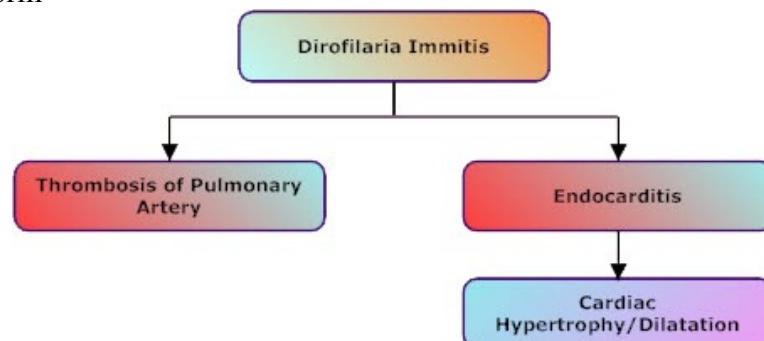 Dirofilaria Immitis
Thrombosis of Pulmonary
Artery
Endocarditis
Cardiac
Hypertrophy/Dilatation